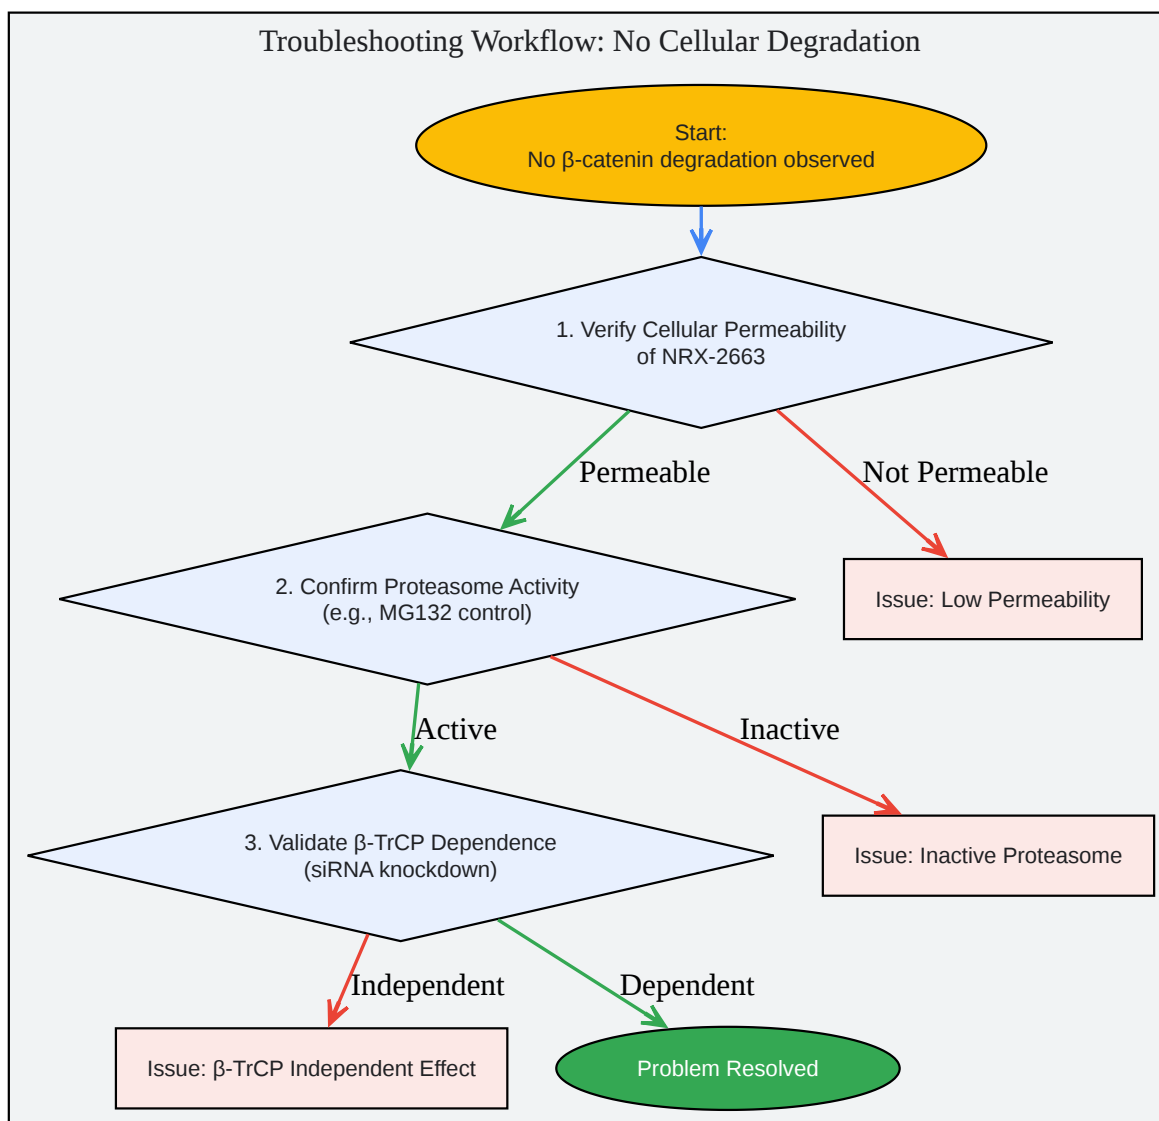 Troubleshooting Workflow: No Cellular Degradation
Start:
No β-catenin degradation observed
1. Verify Cellular Permeability
of NRX-2663
Permeable
Not Permeable
2. Confirm Proteasome Activity
(e.g., MG132 control)
Issue: Low Permeability
Active
Inactive
3. Validate β-TrCP Dependence
(siRNA knockdown)
Issue: Inactive Proteasome
Independent
Dependent
Issue: β-TrCP Independent Effect
Problem Resolved